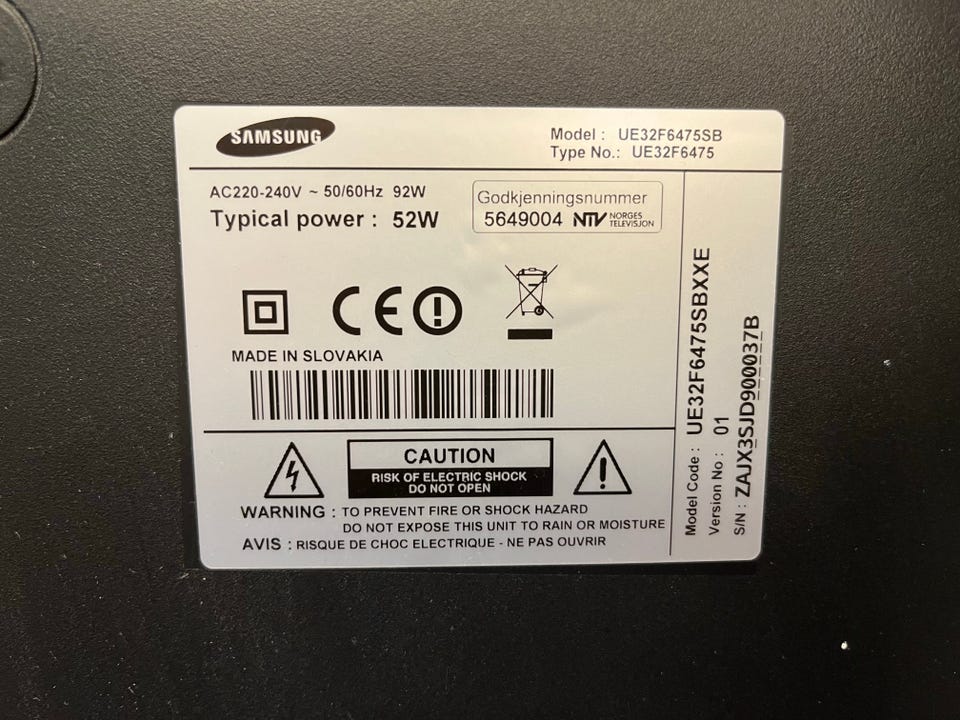 SAMSUNG
Model : UE32F6475SB
Type No.: UE32F6475
AC220-240V ~ 50/60Hz 92W
Typical power : 52W
Godkjenningsnummer
5649004 NTV NORGES
TELEVISJON
CE
MADE IN SLOVAKIA
CAUTION
RISK OF ELECTRIC SHOCK
DO NOT OPEN
WARNING : TO PREVENT FIRE OR SHOCK HAZARD
DO NOT EXPOSE THIS UNIT TO RAIN OR MOISTURE
AVIS : RISQUE DE CHOC ELECTRIQUE - NE PAS OUVRIR
Model Code : UE32F6475SBXXE
Version No : 01
S/N : ZAJX3SJD900037B